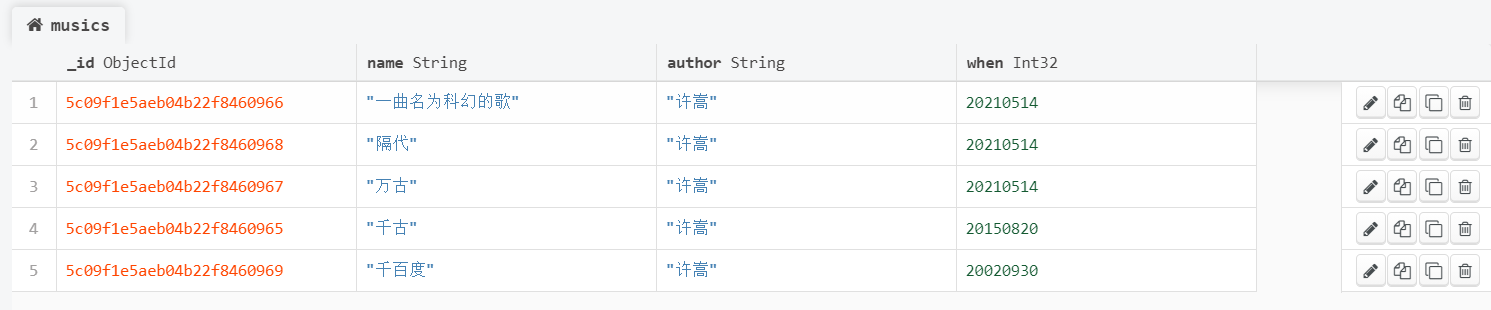 musics
_id ObjectId name String author String when Int32
1 5c09f1e5aeb04b22f8460966 "一曲名为科幻的歌" "许嵩" 20210514
2 5c09f1e5aeb04b22f8460968 "隔代" "许嵩" 20210514
3 5c09f1e5aeb04b22f8460967 "万古" "许嵩" 20210514
4 5c09f1e5aeb04b22f8460965 "千古" "许嵩" 20150820
5 5c09f1e5aeb04b22f8460969 "千百度" "许嵩" 20020930